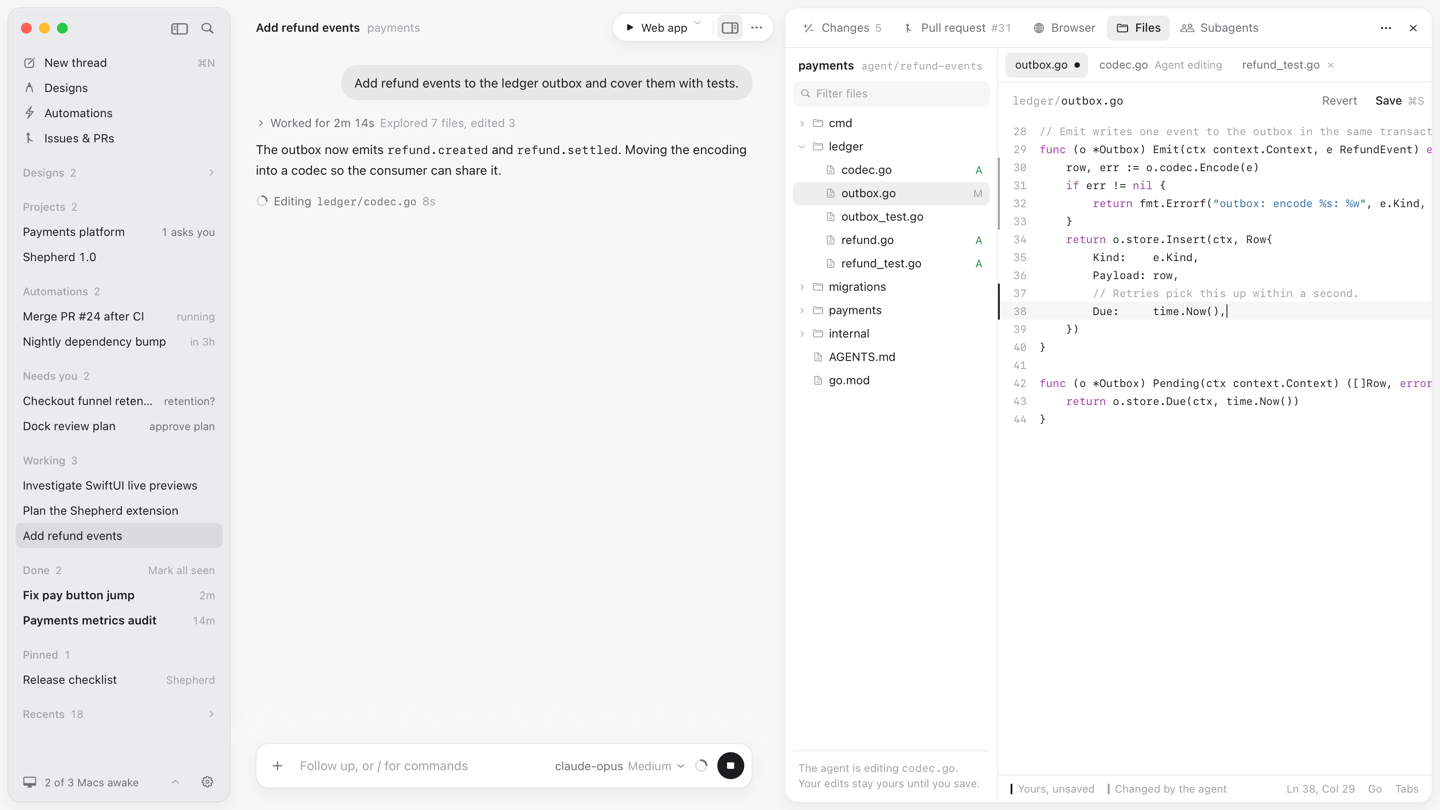 New thread ⌘N
Designs
Automations
Issues & PRs
Designs 2
Projects 2
Payments platform 1 asks you
Shepherd 1.0
Automations 2
Merge PR #24 after CI running
Nightly dependency bump in 3h
Needs you 2
Checkout funnel reten... retention?
Dock review plan approve plan
Working 3
Investigate SwiftUI live previews
Plan the Shepherd extension
Add refund events
Done 2 Mark all seen
Fix pay button jump 2m
Payments metrics audit 14m
Pinned 1
Release checklist Shepherd
Recents 18
2 of 3 Macs awake
Add refund events payments
Web app
Add refund events to the ledger outbox and cover them with tests.
Worked for 2m 14s Explored 7 files, edited 3
The outbox now emits refund.created and refund.settled. Moving the encoding
into a codec so the consumer can share it.
Editing ledger/codec.go 8s
Follow up, or / for commands
claude-opus Medium
Changes 5
Pull request #31
Browser
Files
Subagents
payments agent/refund-events
Filter files
cmd
ledger
codec.go A
outbox.go M
outbox_test.go
refund.go A
refund_test.go A
migrations
payments
internal
AGENTS.md
go.mod
The agent is editing codec.go.
Your edits stay yours until you save.
outbox.go
codec.go Agent editing
refund_test.go ×
ledger/outbox.go Revert Save ⌘S
28 // Emit writes one event to the outbox in the same transact
29 func (o *Outbox) Emit(ctx context.Context, e RefundEvent) e
30 row, err := o.codec.Encode(e)
31 if err != nil {
32 return fmt.Errorf("outbox: encode %s: %w", e.Kind,
33 }
34 return o.store.Insert(ctx, Row{
35 Kind: e.Kind,
36 Payload: row,
37 // Retries pick this up within a second.
38 Due: time.Now(),
39 })
40 }
41
42 func (o *Outbox) Pending(ctx context.Context) ([]Row, error
43 return o.store.Due(ctx, time.Now())
44 }
Yours, unsaved Changed by the agent Ln 38, Col 29 Go Tabs